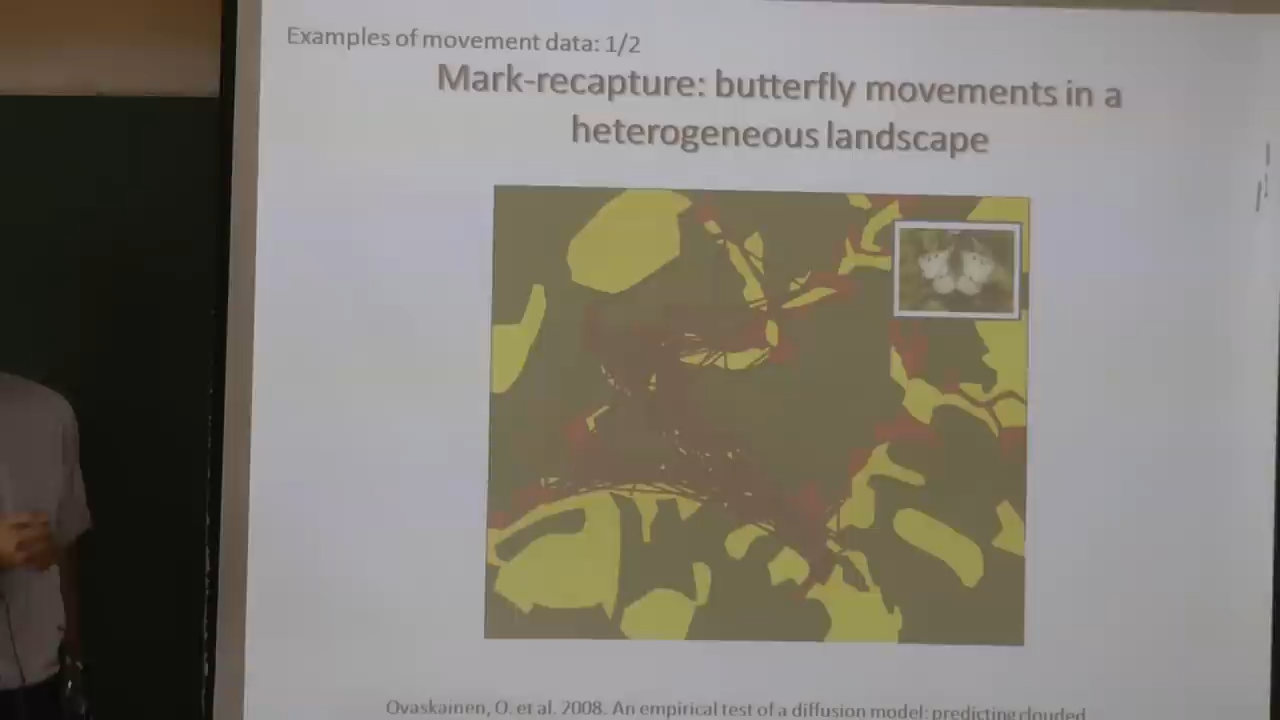 Examples of movement data: 1/2
Mark-recapture: butterfly movements in a
heterogeneous landscape
Ovaskainen, O. et al. 2008. An empirical test of a diffusion model: predicting clouded